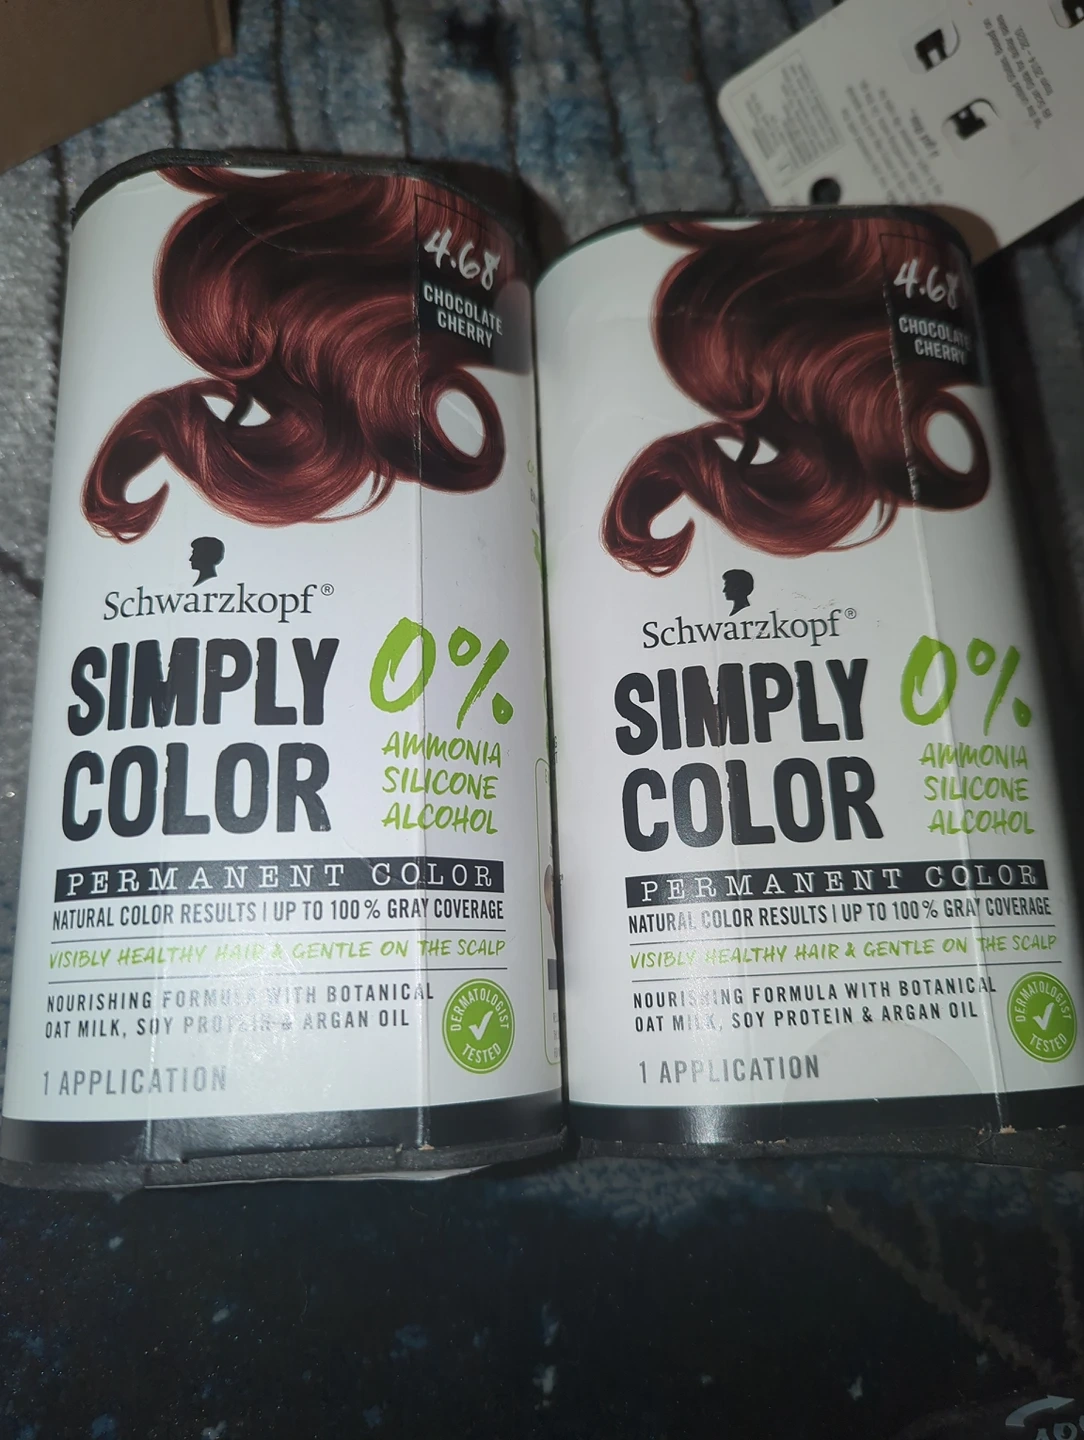 4.68
CHOCOLATE
CHERRY
Schwarzkopf®
SIMPLY
COLOR
0%
AMMONIA
SILICONE
ALCOHOL
PERMANENT COLOR
NATURAL COLOR RESULTS | UP TO 100% GRAY COVERAGE
VISIBLY HEALTHY HAIR & GENTLE ON THE SCALP
NOURISHING FORMULA WITH BOTANICAL
OAT MILK, SOY PROTEIN & ARGAN OIL
DERMATOLOGIST
TESTED
1 APPLICATION
4.68
CHOCOLATE
CHERRY
Schwarzkopf®
SIMPLY
COLOR
0%
AMMONIA
SILICONE
ALCOHOL
PERMANENT COLOR
NATURAL COLOR RESULTS | UP TO 100% GRAY COVERAGE
VISIBLY HEALTHY HAIR & GENTLE ON THE SCALP
NOURISHING FORMULA WITH BOTANICAL
OAT MILK, SOY PROTEIN & ARGAN OIL
DERMATOLOGIST
TESTED
1 APPLICATION